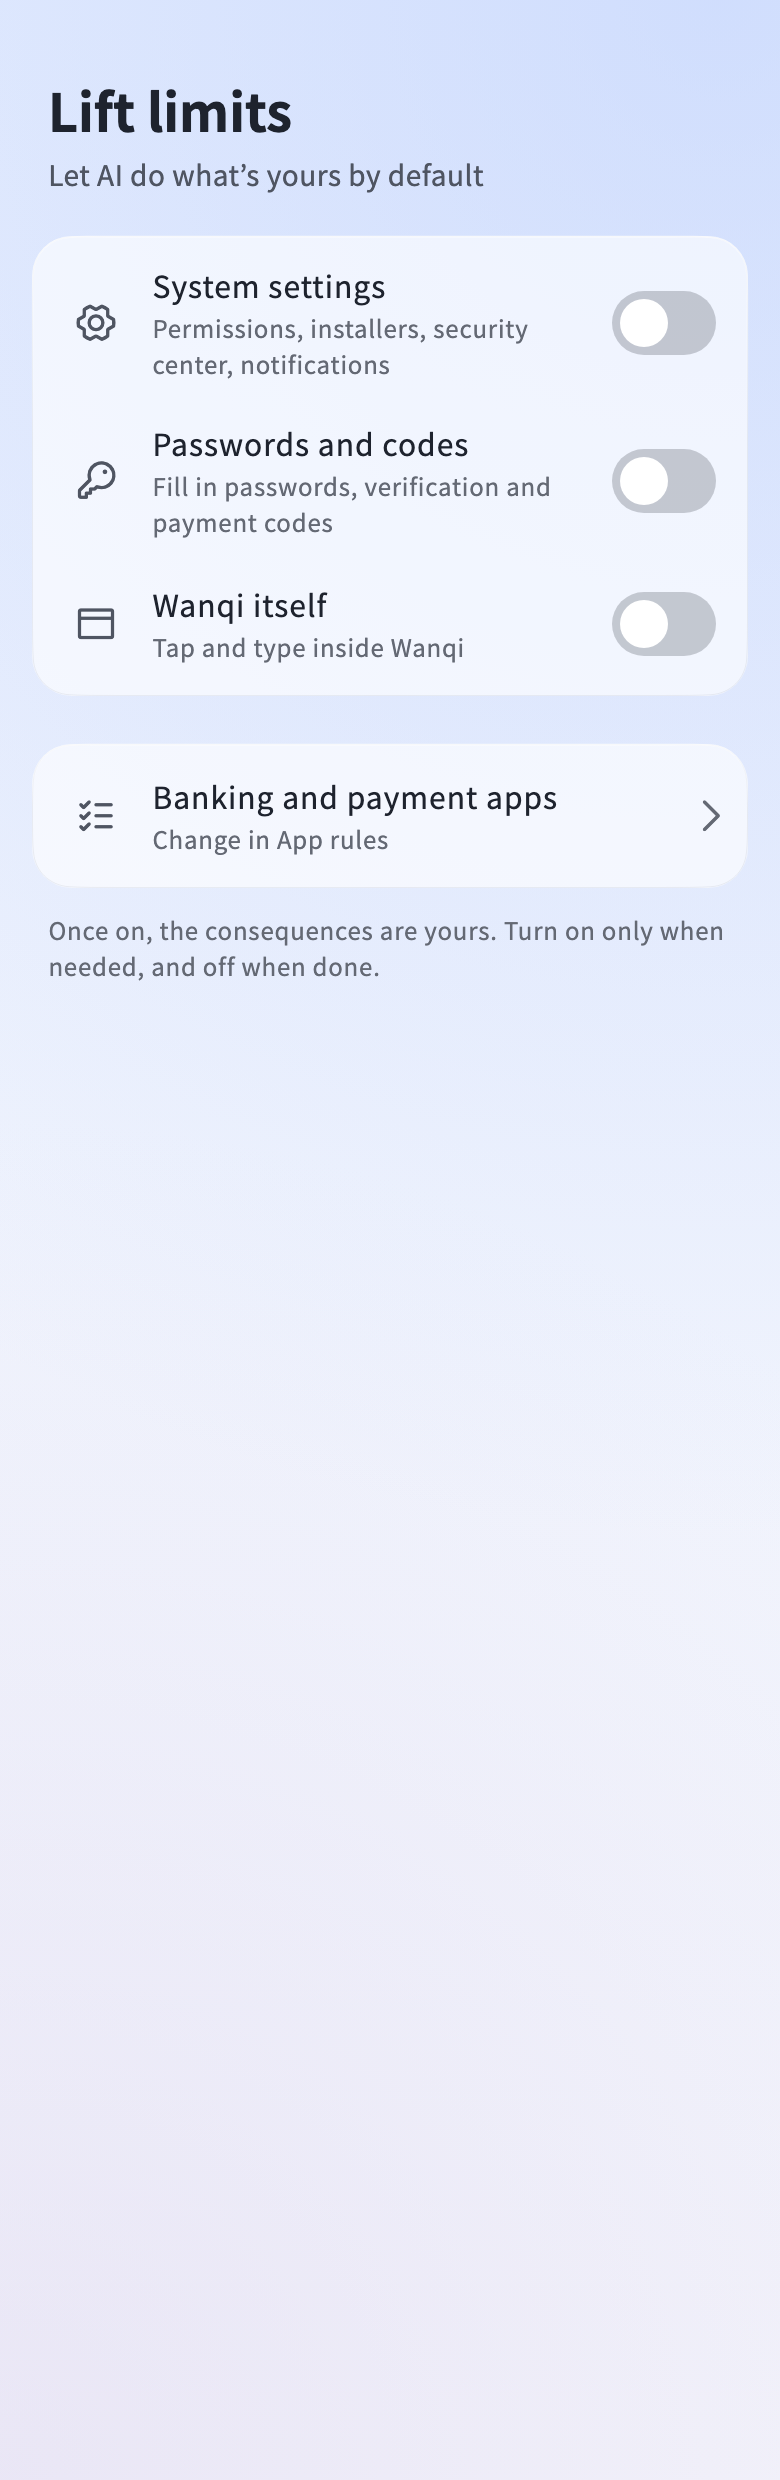 Lift limits
Let AI do what’s yours by default
System settings
Permissions, installers, security
center, notifications
Passwords and codes
Fill in passwords, verification and
payment codes
Wanqi itself
Tap and type inside Wanqi
Banking and payment apps
Change in App rules
Once on, the consequences are yours. Turn on only when
needed, and off when done.